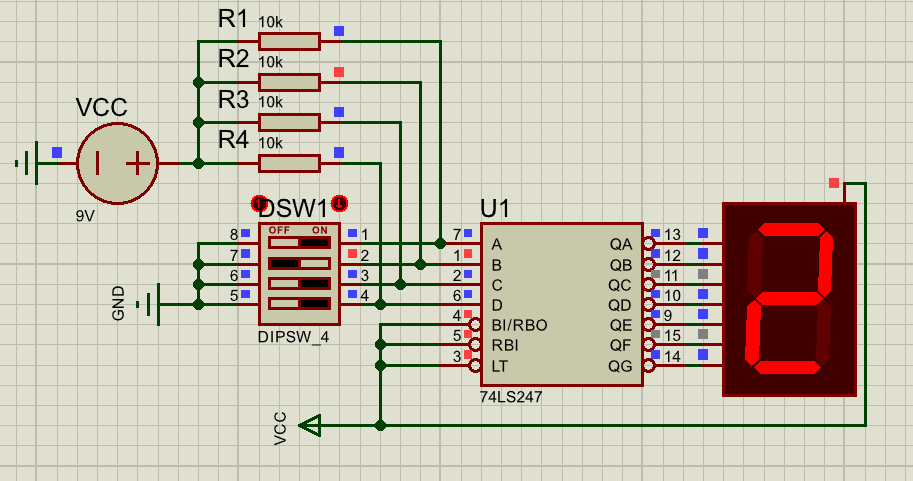 R1 10k
R2 10k
R3 10k
R4 10k
VCC
9V
DSW1
OFF ON
8 1
7 2
6 3
5 4
DIPSW_4
GND
U1
7 A QA 13
1 B QB 12
2 C QC 11
6 D QD 10
4 BI/RBO QE 9
5 RBI QF 15
3 LT QG 14
74LS247
VCC